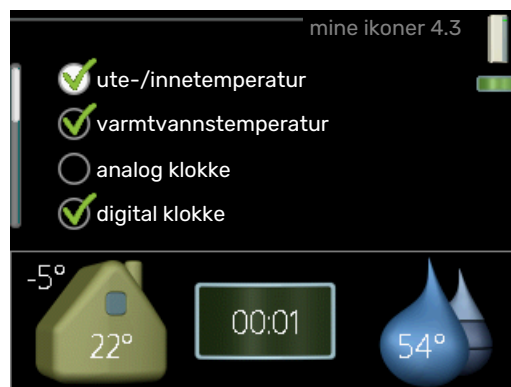 mine ikoner 4.3
ute-/innetemperatur
varmtvannstemperatur
analog klokke
digital klokke
-5°
22°
00:01
54°